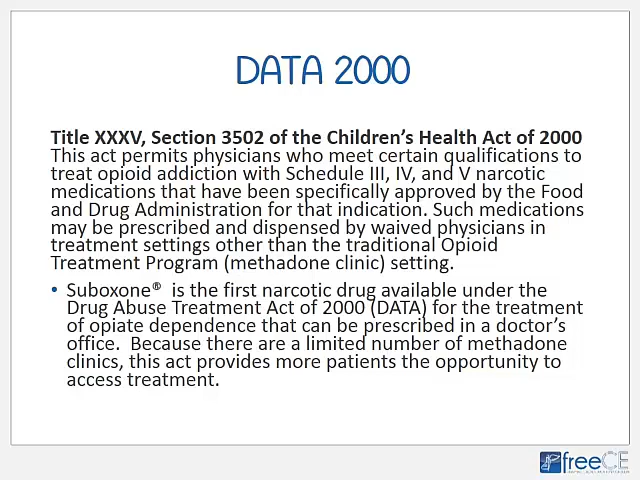 DATA 2000
Title XXXV, Section 3502 of the Children’s Health Act of 2000
This act permits physicians who meet certain qualifications to
treat opioid addiction with Schedule III, IV, and V narcotic
medications that have been specifically approved by the Food
and Drug Administration for that indication. Such medications
may be prescribed and dispensed by waived physicians in
treatment settings other than the traditional Opioid
Treatment Program (methadone clinic) setting.
• Suboxone® is the first narcotic drug available under the
Drug Abuse Treatment Act of 2000 (DATA) for the treatment
of opiate dependence that can be prescribed in a doctor’s
office. Because there are a limited number of methadone
clinics, this act provides more patients the opportunity to
access treatment.
freeCE